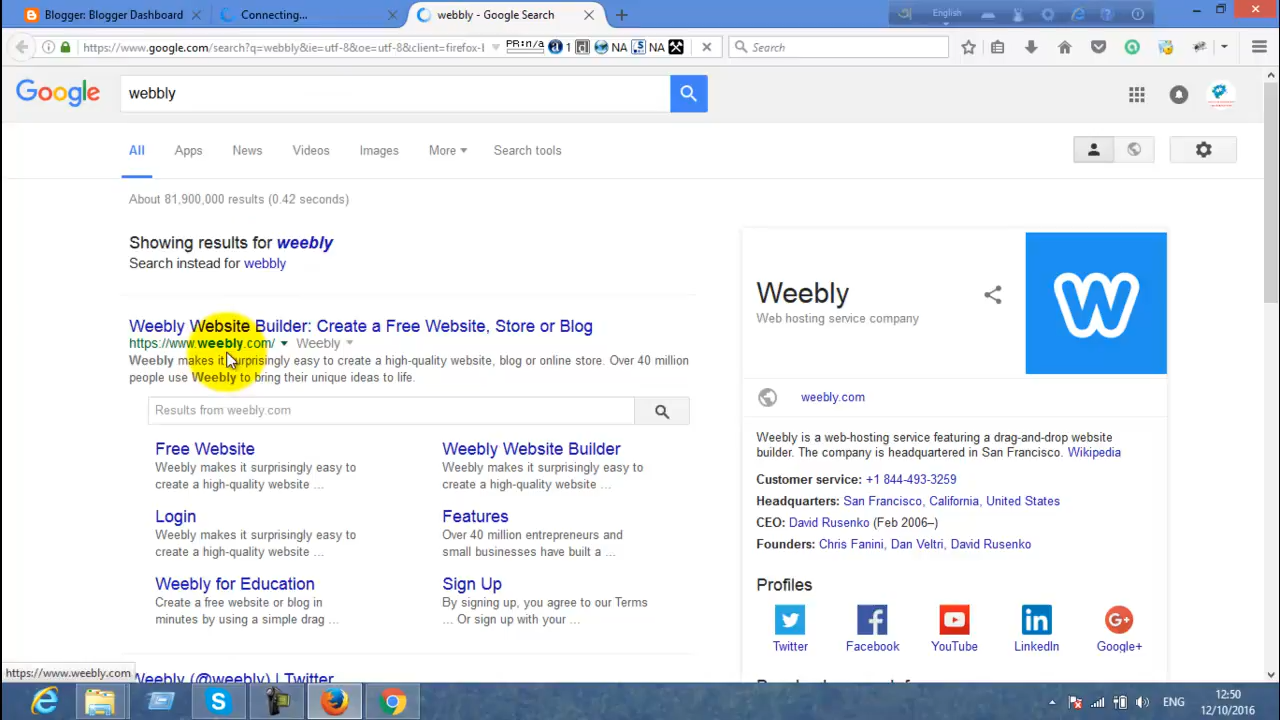 Blogger: Blogger Dashboard
Connecting...
webbly - Google Search
English
https://www.google.com/search?q=webbly&ie=utf-8&oe=utf-8&client=firefox-b
PR: n/a
1
NA
NA
Search
Google
webbly
All
Apps
News
Videos
Images
More
Search tools
About 81,900,000 results (0.42 seconds)
Showing results for weebly
Search instead for webbly
Weebly Website Builder: Create a Free Website, Store or Blog
https://www.weebly.com/
Weebly
Weebly makes it surprisingly easy to create a high-quality website, blog or online store. Over 40 million
people use Weebly to bring their unique ideas to life.
Results from weebly.com
Free Website
Weebly makes it surprisingly easy to
create a high-quality website ...
Weebly Website Builder
Weebly makes it surprisingly easy to
create a high-quality website ...
Login
Weebly makes it surprisingly easy to
create a high-quality website ...
Features
Over 40 million entrepreneurs and
small businesses have built a ...
Weebly for Education
Create a free website or blog in
minutes by using a simple drag ...
Sign Up
By signing up, you agree to our Terms
... Or sign up with your ...
Weebly (@weebly) | Twitter
https://www.weebly.com
Weebly
Web hosting service company
W
weebly.com
Weebly is a web-hosting service featuring a drag-and-drop website
builder. The company is headquartered in San Francisco. Wikipedia
Customer service: +1 844-493-3259
Headquarters: San Francisco, California, United States
CEO: David Rusenko (Feb 2006–)
Founders: Chris Fanini, Dan Veltri, David Rusenko
Profiles
Twitter
Facebook
YouTube
LinkedIn
Google+
ENG
12:50
12/10/2016